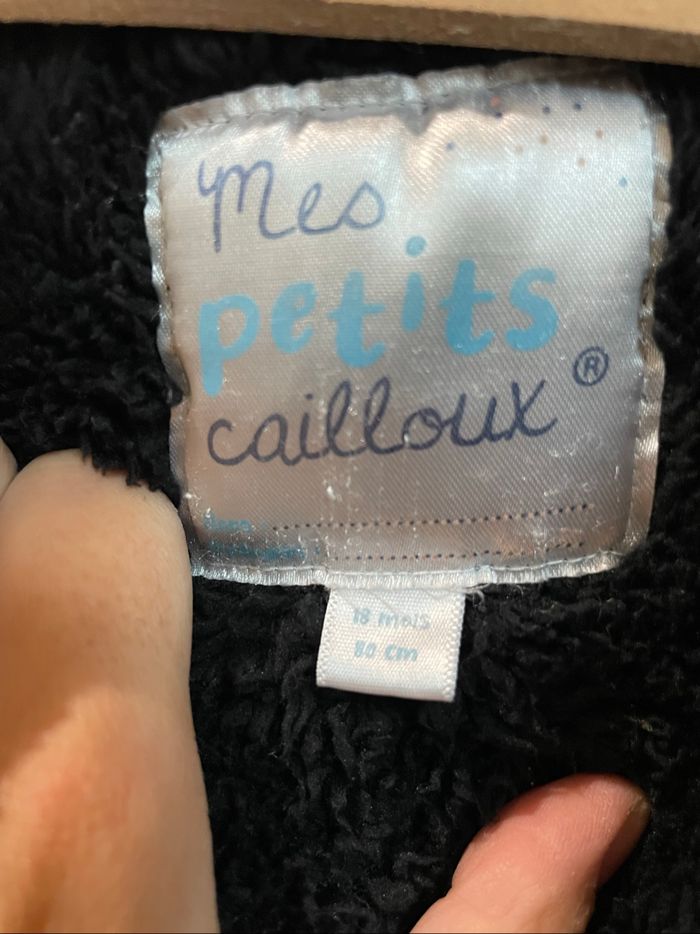 Mes
petits
cailloux ®
18 mois
80 cm